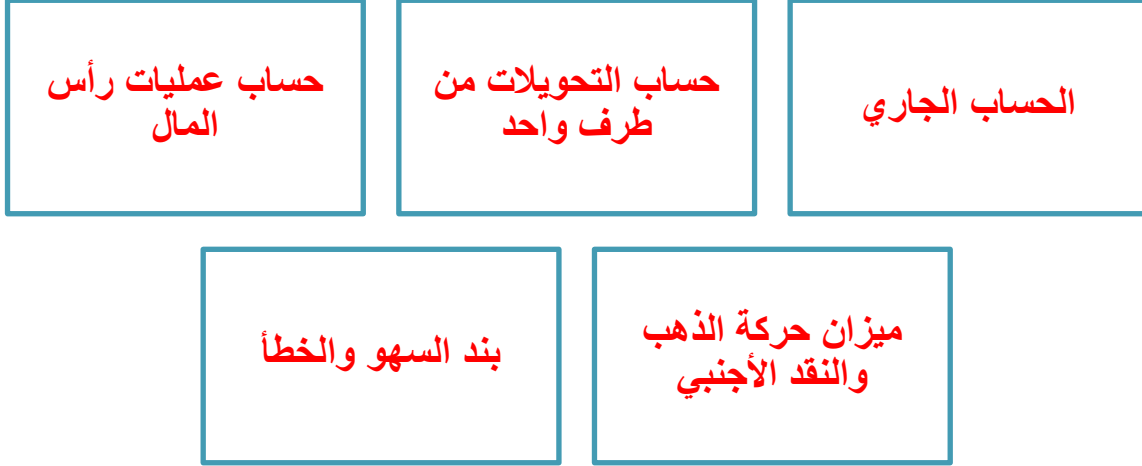 الحساب الجاري
حساب التحويلات من
طرف واحد
حساب عمليات رأس
المال
ميزان حركة الذهب
والنقد الأجنبي
بند السهو والخطأ